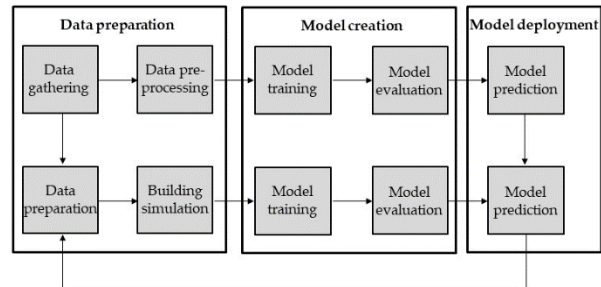 Data preparation
Model creation
Model deployment
Data
gathering
Data pre-
processing
Model
training
Model
evaluation
Model
prediction
Data
preparation
Building
simulation
Model
training
Model
evaluation
Model
prediction